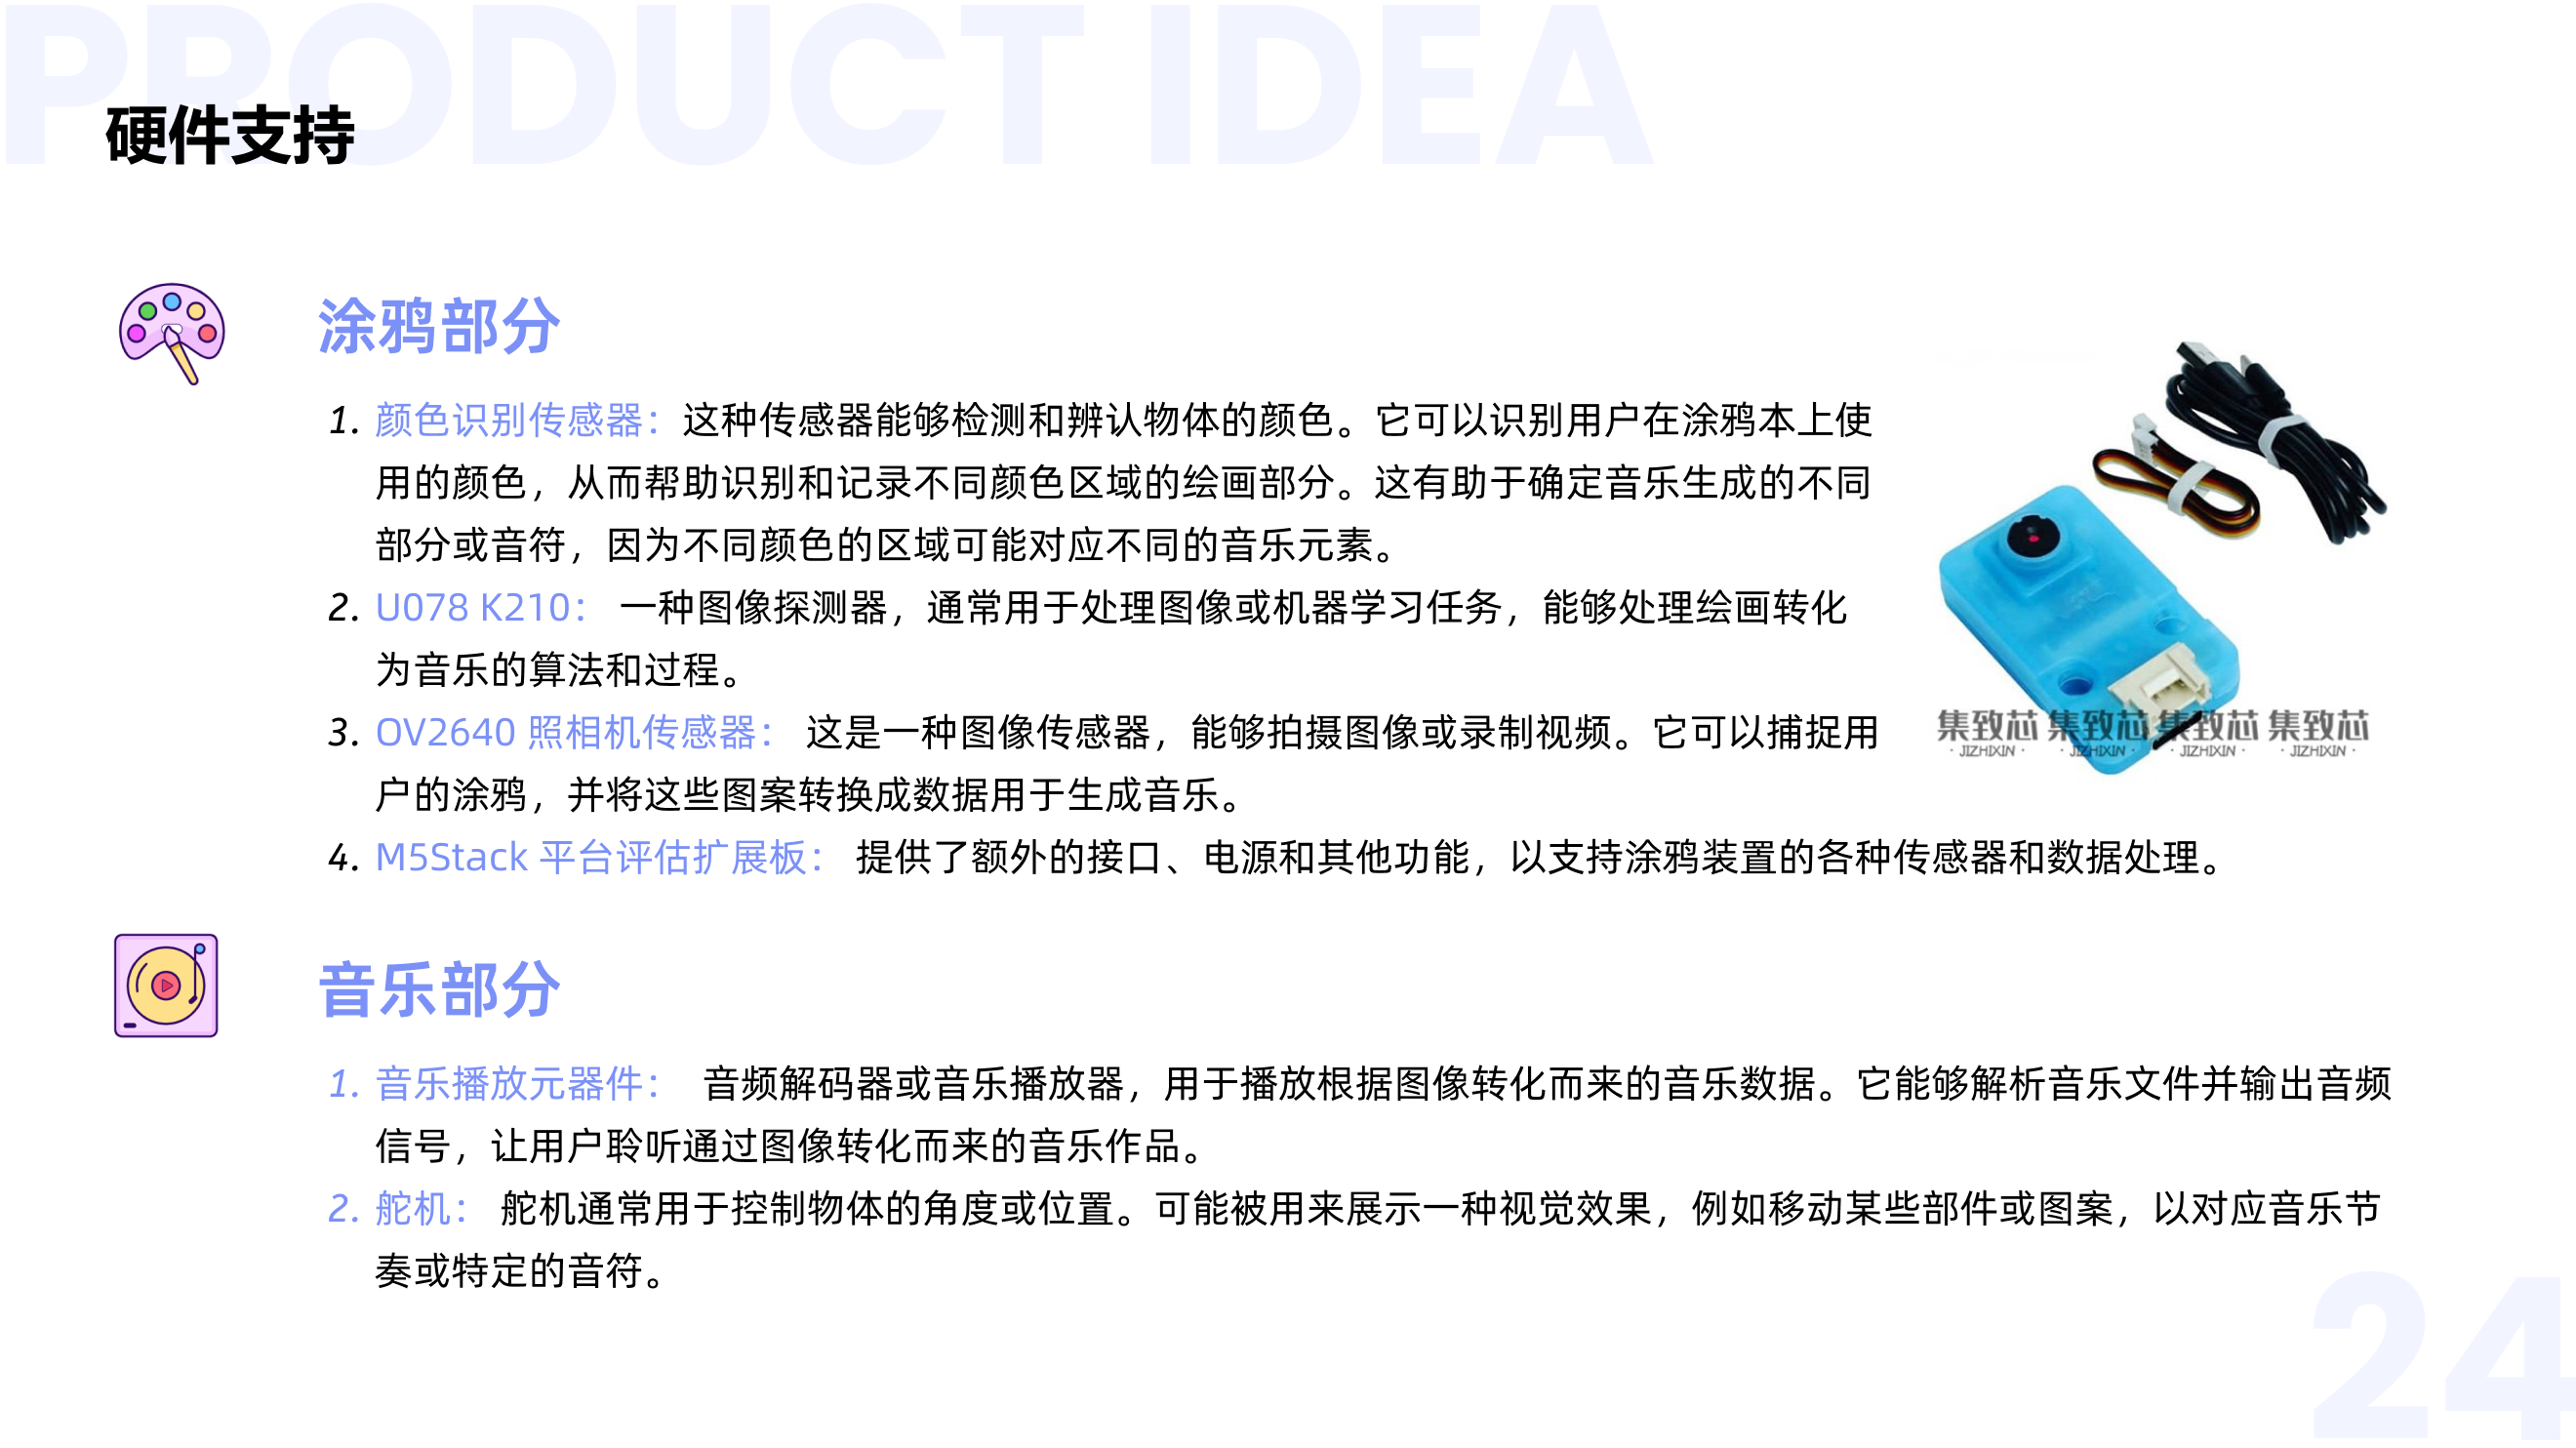 PRODUCT IDEA
硬件支持
涂鸦部分
1. 颜色识别传感器：这种传感器能够检测和辨认物体的颜色。它可以识别用户在涂鸦本上使
用的颜色，从而帮助识别和记录不同颜色区域的绘画部分。这有助于确定音乐生成的不同
部分或音符，因为不同颜色的区域可能对应不同的音乐元素。
2. U078 K210： 一种图像探测器，通常用于处理图像或机器学习任务，能够处理绘画转化
为音乐的算法和过程。
3. OV2640 照相机传感器： 这是一种图像传感器，能够拍摄图像或录制视频。它可以捕捉用
户的涂鸦，并将这些图案转换成数据用于生成音乐。
集致芯 集致芯 集致芯 集致芯
·JIZHIXIN· ·JIZHIXIN· ·JIZHIXIN· ·JIZHIXIN·
4. M5Stack 平台评估扩展板： 提供了额外的接口、电源和其他功能，以支持涂鸦装置的各种传感器和数据处理。
音乐部分
1. 音乐播放元器件： 音频解码器或音乐播放器，用于播放根据图像转化而来的音乐数据。它能够解析音乐文件并输出音频
信号，让用户聆听通过图像转化而来的音乐作品。
2. 舵机： 舵机通常用于控制物体的角度或位置。可能被用来展示一种视觉效果，例如移动某些部件或图案，以对应音乐节
奏或特定的音符。
24